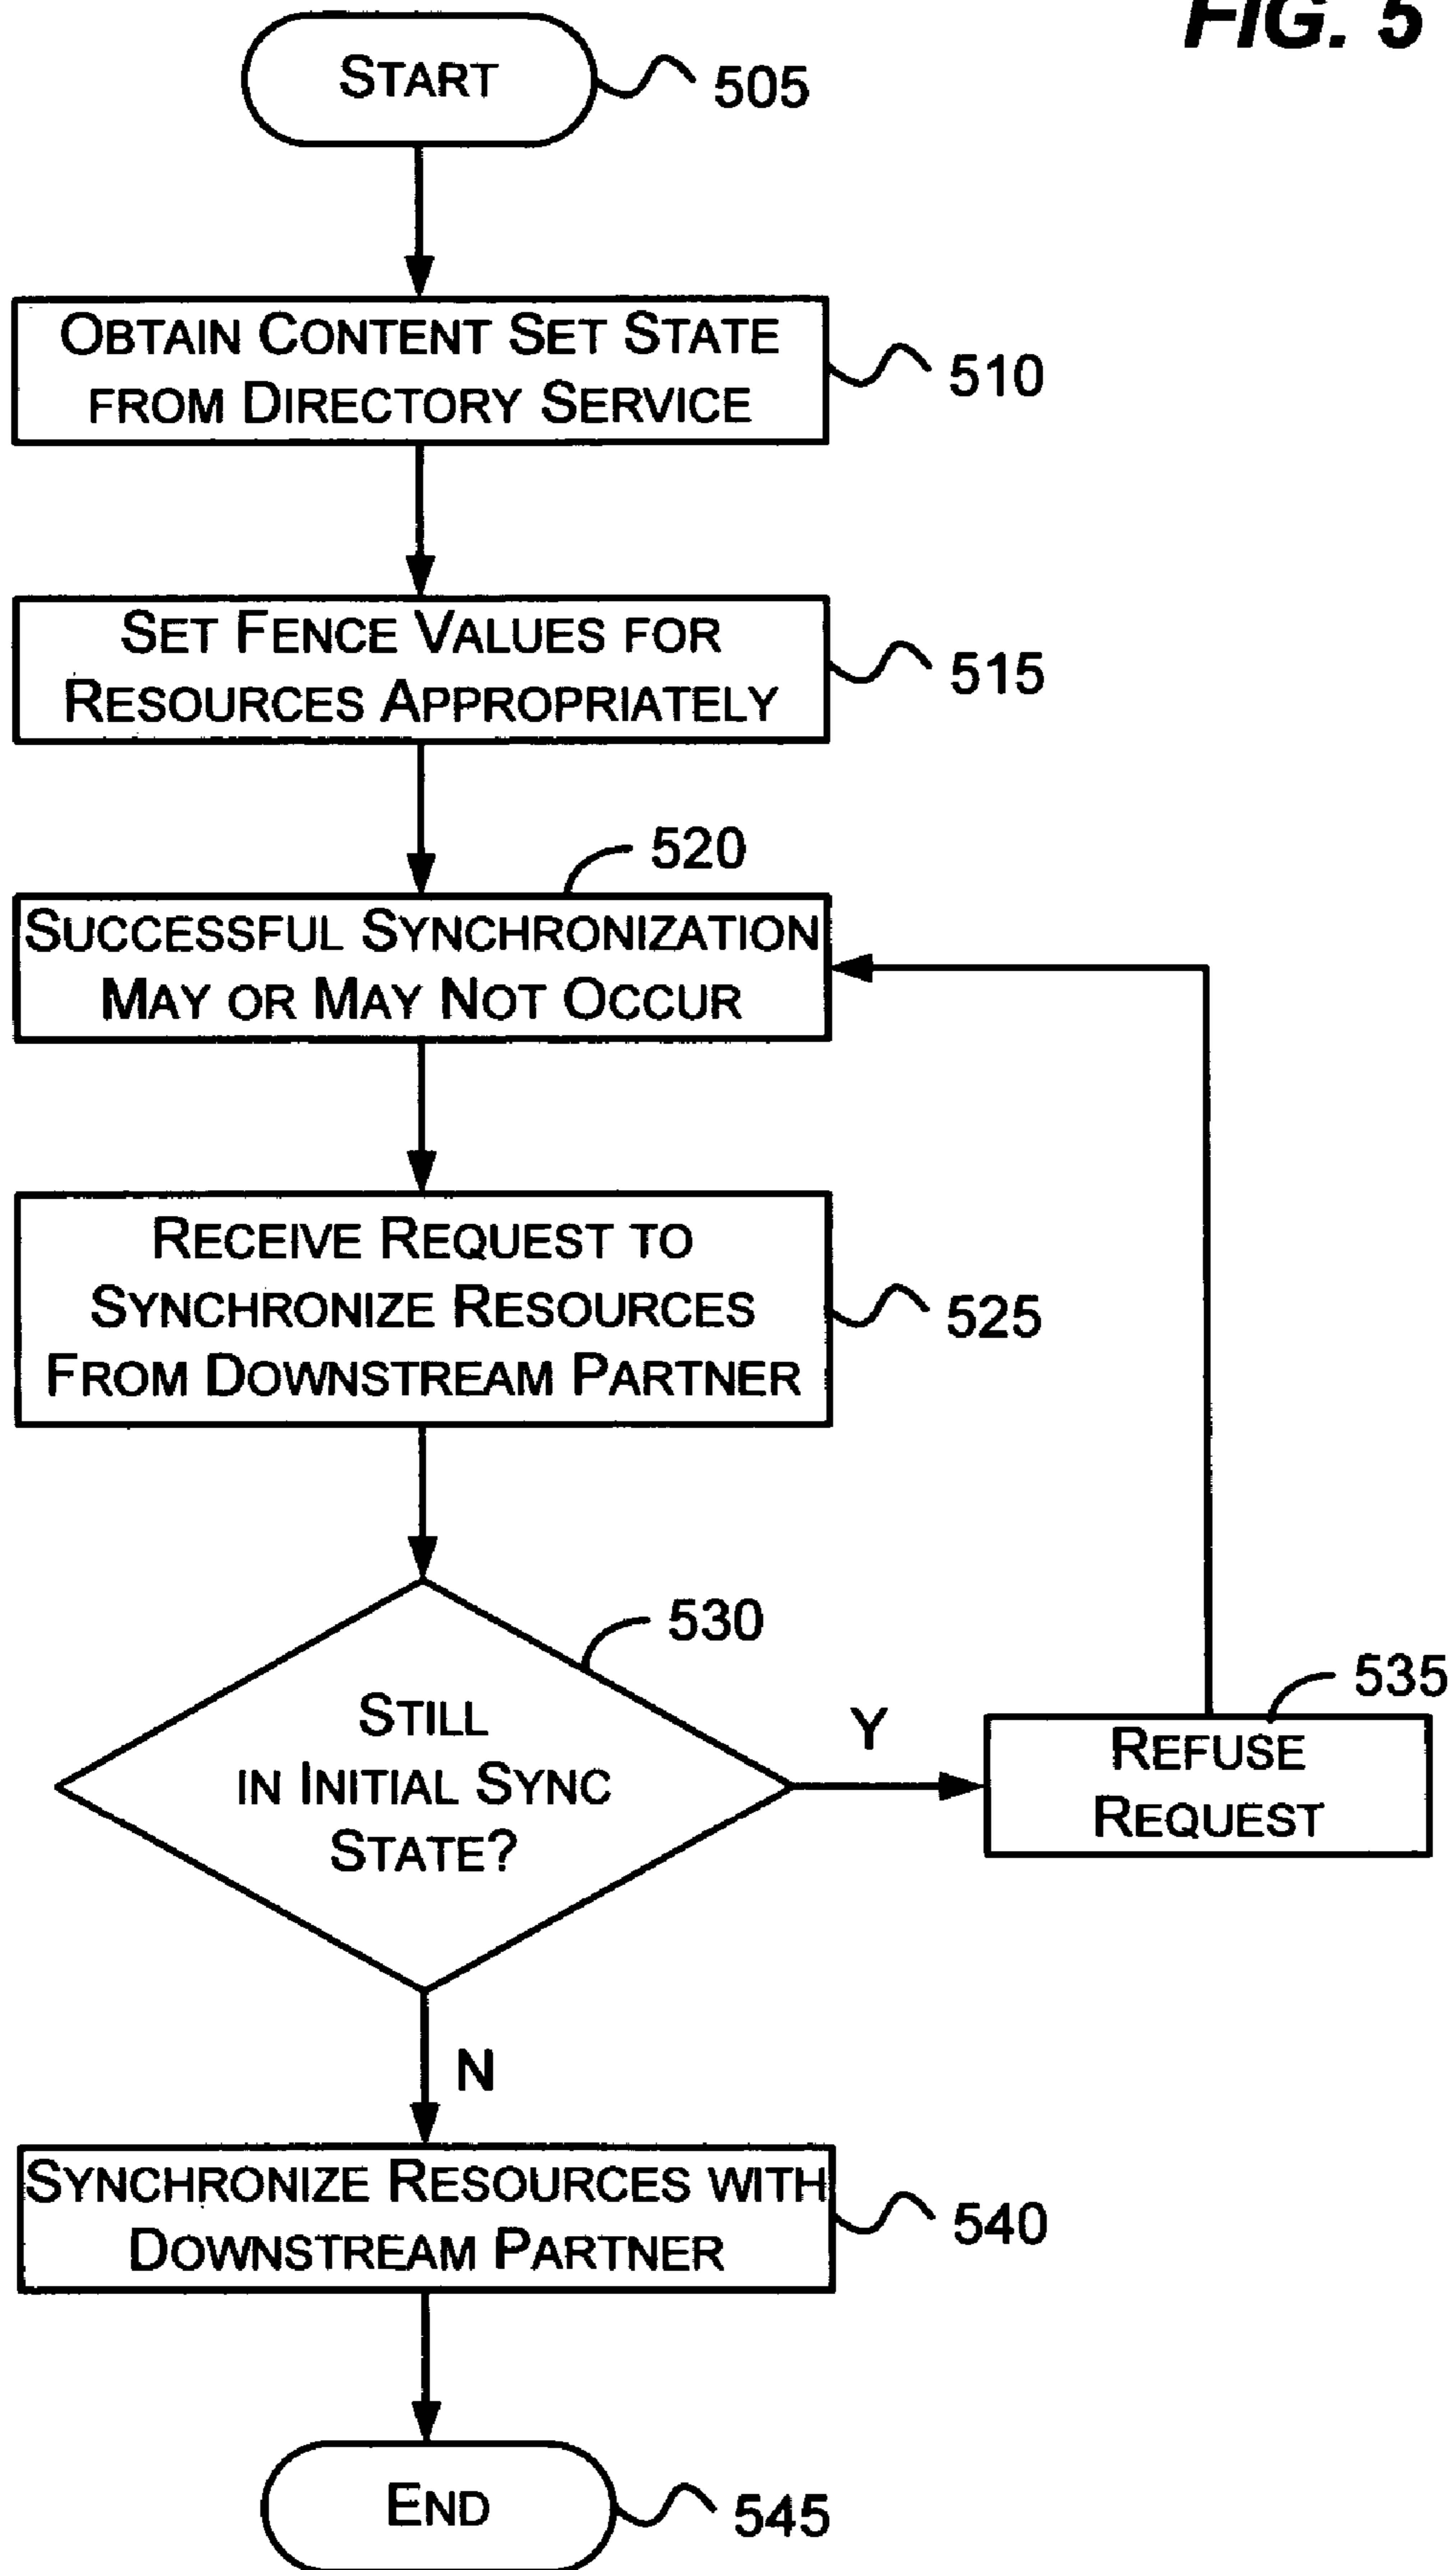 FIG. 5
START
505
OBTAIN CONTENT SET STATE
FROM DIRECTORY SERVICE
510
SET FENCE VALUES FOR
RESOURCES APPROPRIATELY
515
520
SUCCESSFUL SYNCHRONIZATION
MAY OR MAY NOT OCCUR
RECEIVE REQUEST TO
SYNCHRONIZE RESOURCES
FROM DOWNSTREAM PARTNER
525
530
STILL
IN INITIAL SYNC
STATE?
Y
535
REFUSE
REQUEST
N
SYNCHRONIZE RESOURCES WITH
DOWNSTREAM PARTNER
540
END
545